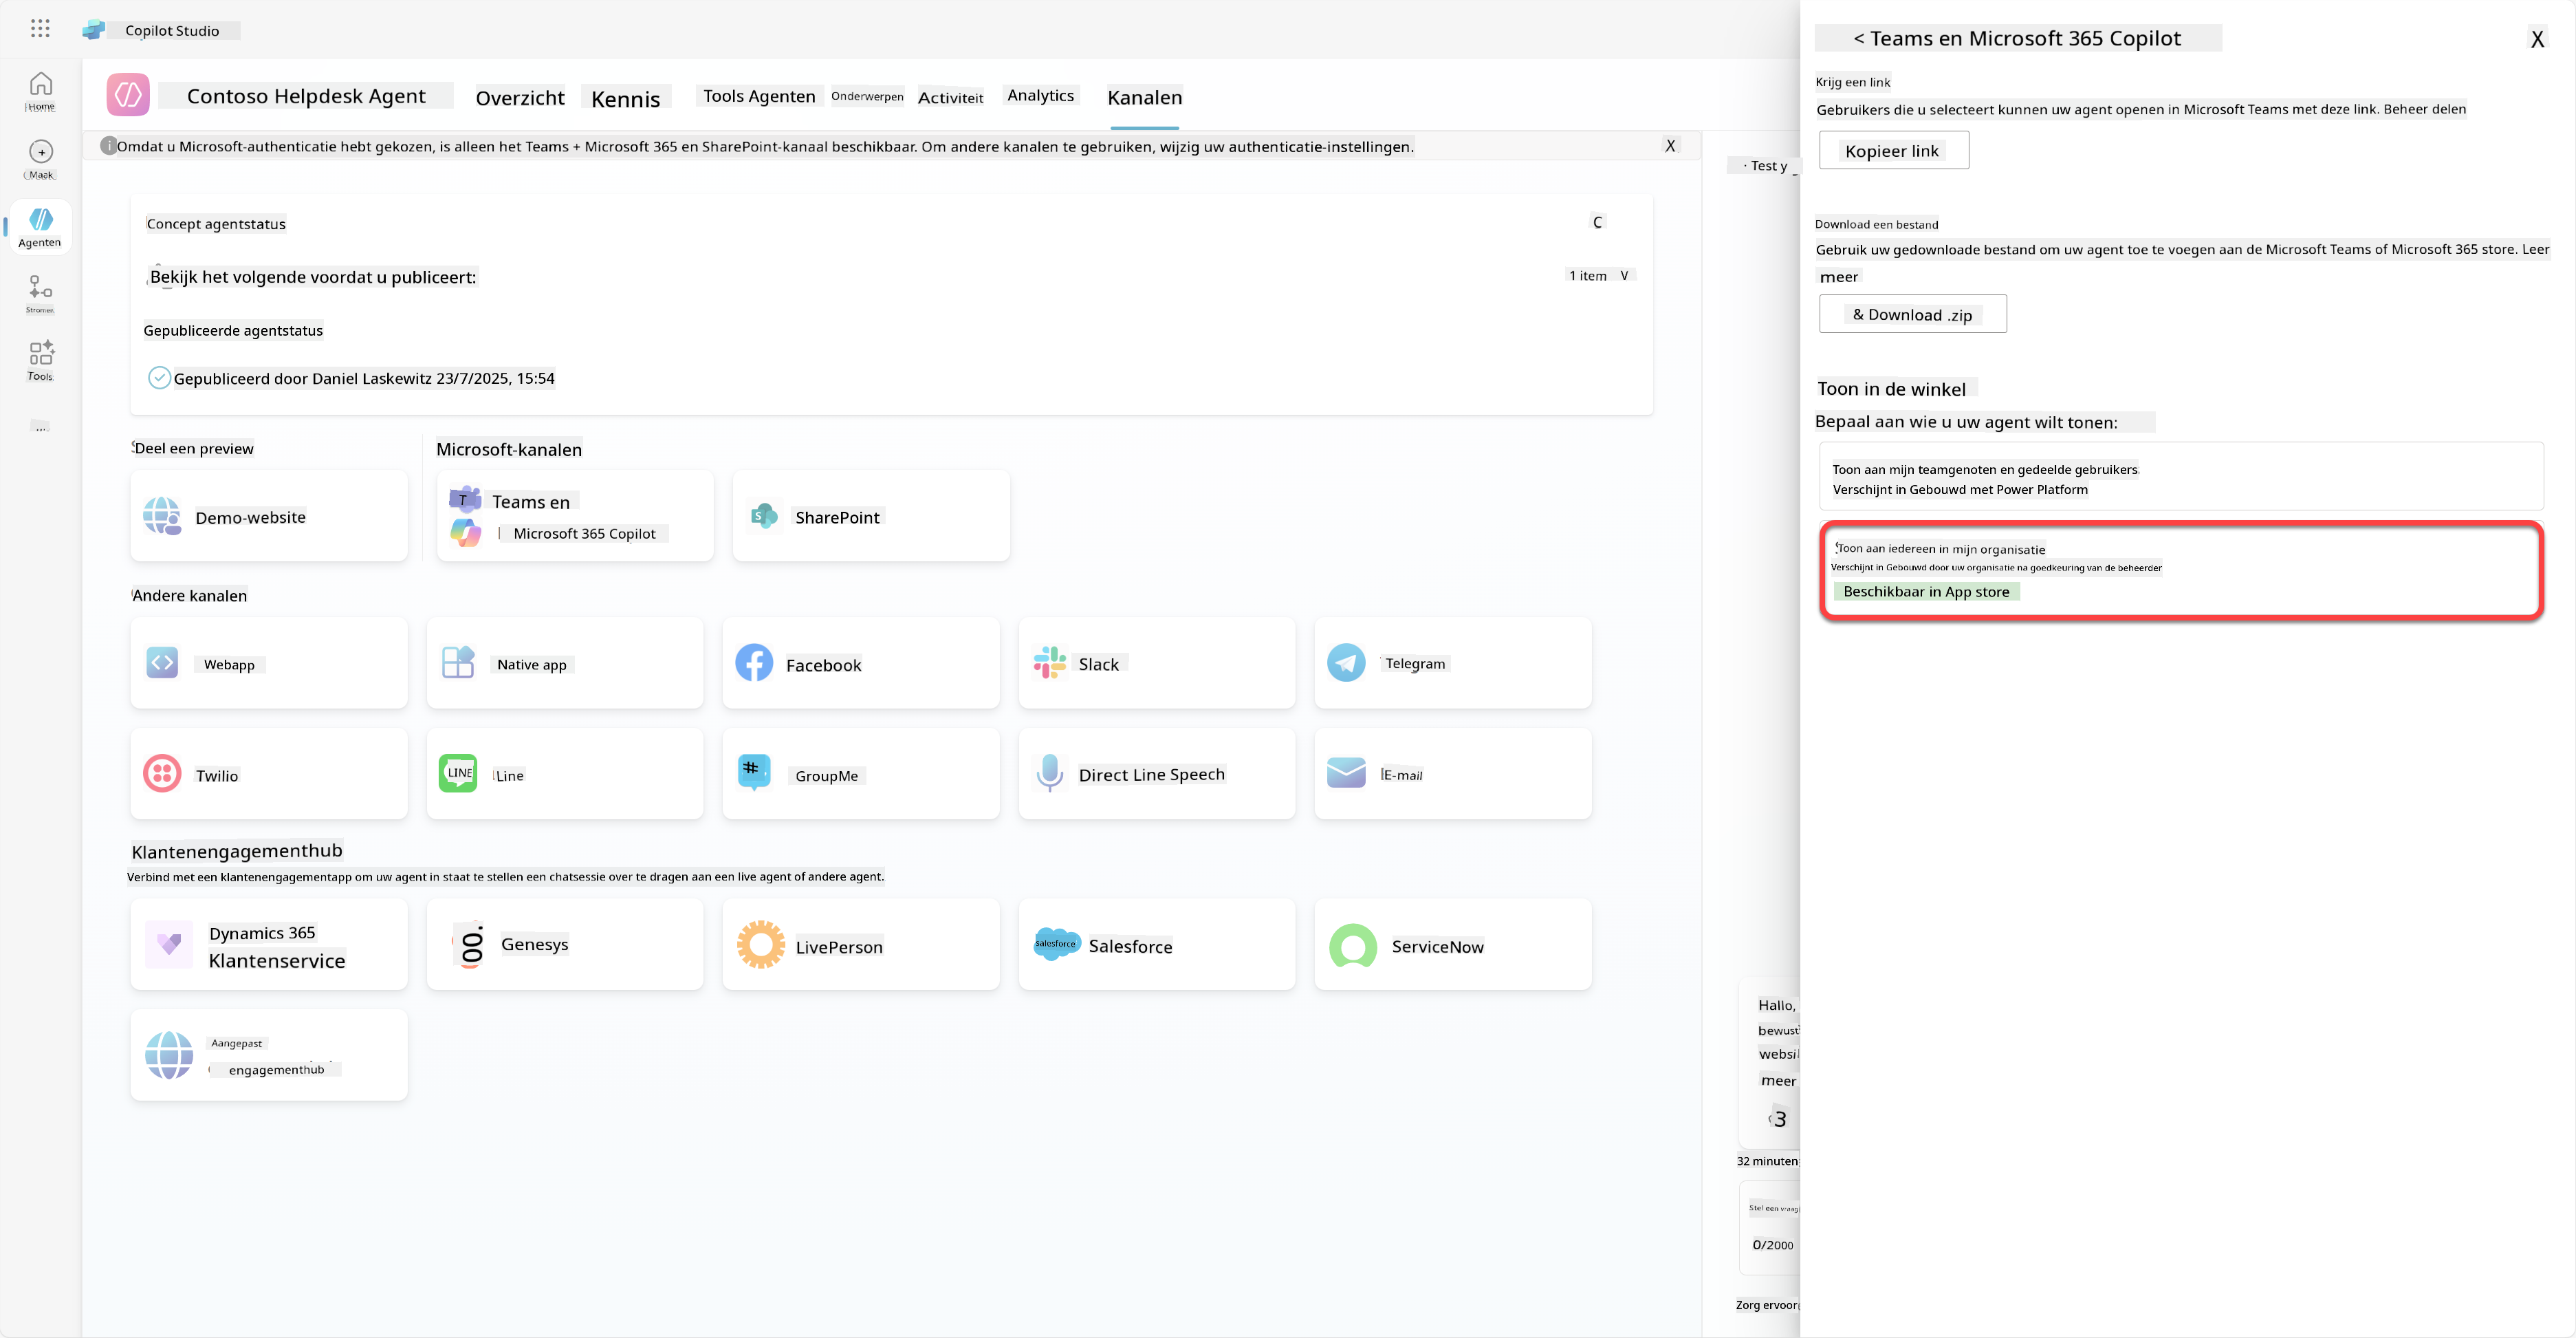 Copilot Studio
Home
Maak
Agenten
Stromen
Tools
Contoso Helpdesk Agent
Overzicht
Kennis
Tools Agenten
Onderwerpen
Activiteit
Analytics
Kanalen
Omdat u Microsoft-authenticatie hebt gekozen, is alleen het Teams + Microsoft 365 en SharePoint-kanaal beschikbaar. Om andere kanalen te gebruiken, wijzig uw authenticatie-instellingen.
X
Concept agentstatus
C
Bekijk het volgende voordat u publiceert:
1 item V
Gepubliceerde agentstatus
Gepubliceerd door Daniel Laskewitz 23/7/2025, 15:54
Deel een preview
Microsoft-kanalen
Demo-website
T
Teams en
Microsoft 365 Copilot
S
SharePoint
Andere kanalen
Webapp
Native app
Facebook
Slack
Telegram
Twilio
LINE
Line
#
GroupMe
Direct Line Speech
E-mail
Klantenengagementhub
Verbind met een klantenengagementapp om uw agent in staat te stellen een chatsessie over te dragen aan een live agent of andere agent.
Dynamics 365
Klantenservice
Genesys
LivePerson
salesforce
Salesforce
ServiceNow
Aangepast
engagementhub
· Test y
Hallo,
bewust
websi
meer
3
32 minuten
Stel een vraag
0/2000
Zorg ervoor
< Teams en Microsoft 365 Copilot
X
Krijg een link
Gebruikers die u selecteert kunnen uw agent openen in Microsoft Teams met deze link. Beheer delen
Kopieer link
Download een bestand
Gebruik uw gedownloade bestand om uw agent toe te voegen aan de Microsoft Teams of Microsoft 365 store. Leer
meer
& Download .zip
Toon in de winkel
Bepaal aan wie u uw agent wilt tonen:
Toon aan mijn teamgenoten en gedeelde gebruikers
Verschijnt in Gebouwd met Power Platform
Toon aan iedereen in mijn organisatie
Verschijnt in Gebouwd door uw organisatie na goedkeuring van de beheerder
Beschikbaar in App store